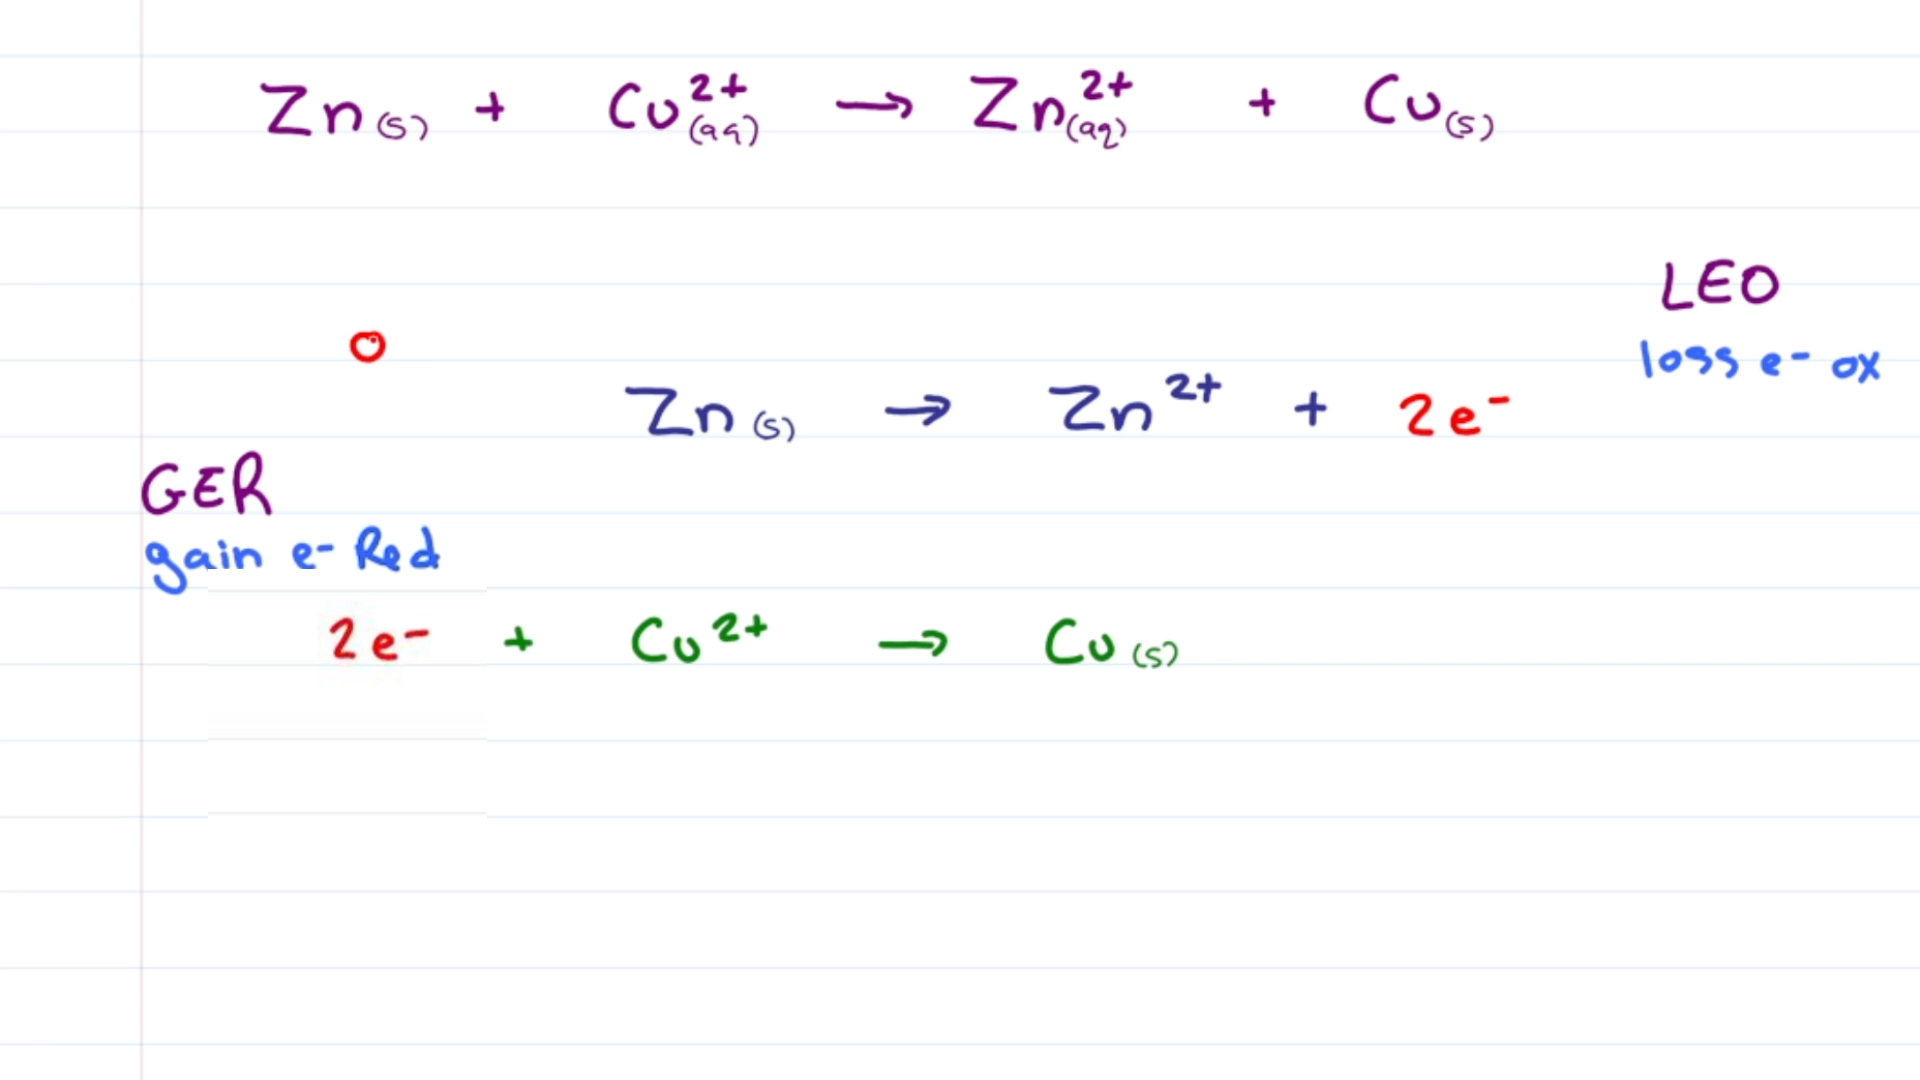 Zn(s) + Cu²⁺(aq) → Zn²⁺(aq) + Cu(s)
LEO
loss e⁻ ox
Zn(s) → Zn²⁺ + 2e⁻
GER
gain e⁻ Red
2e⁻ + Cu²⁺ → Cu(s)